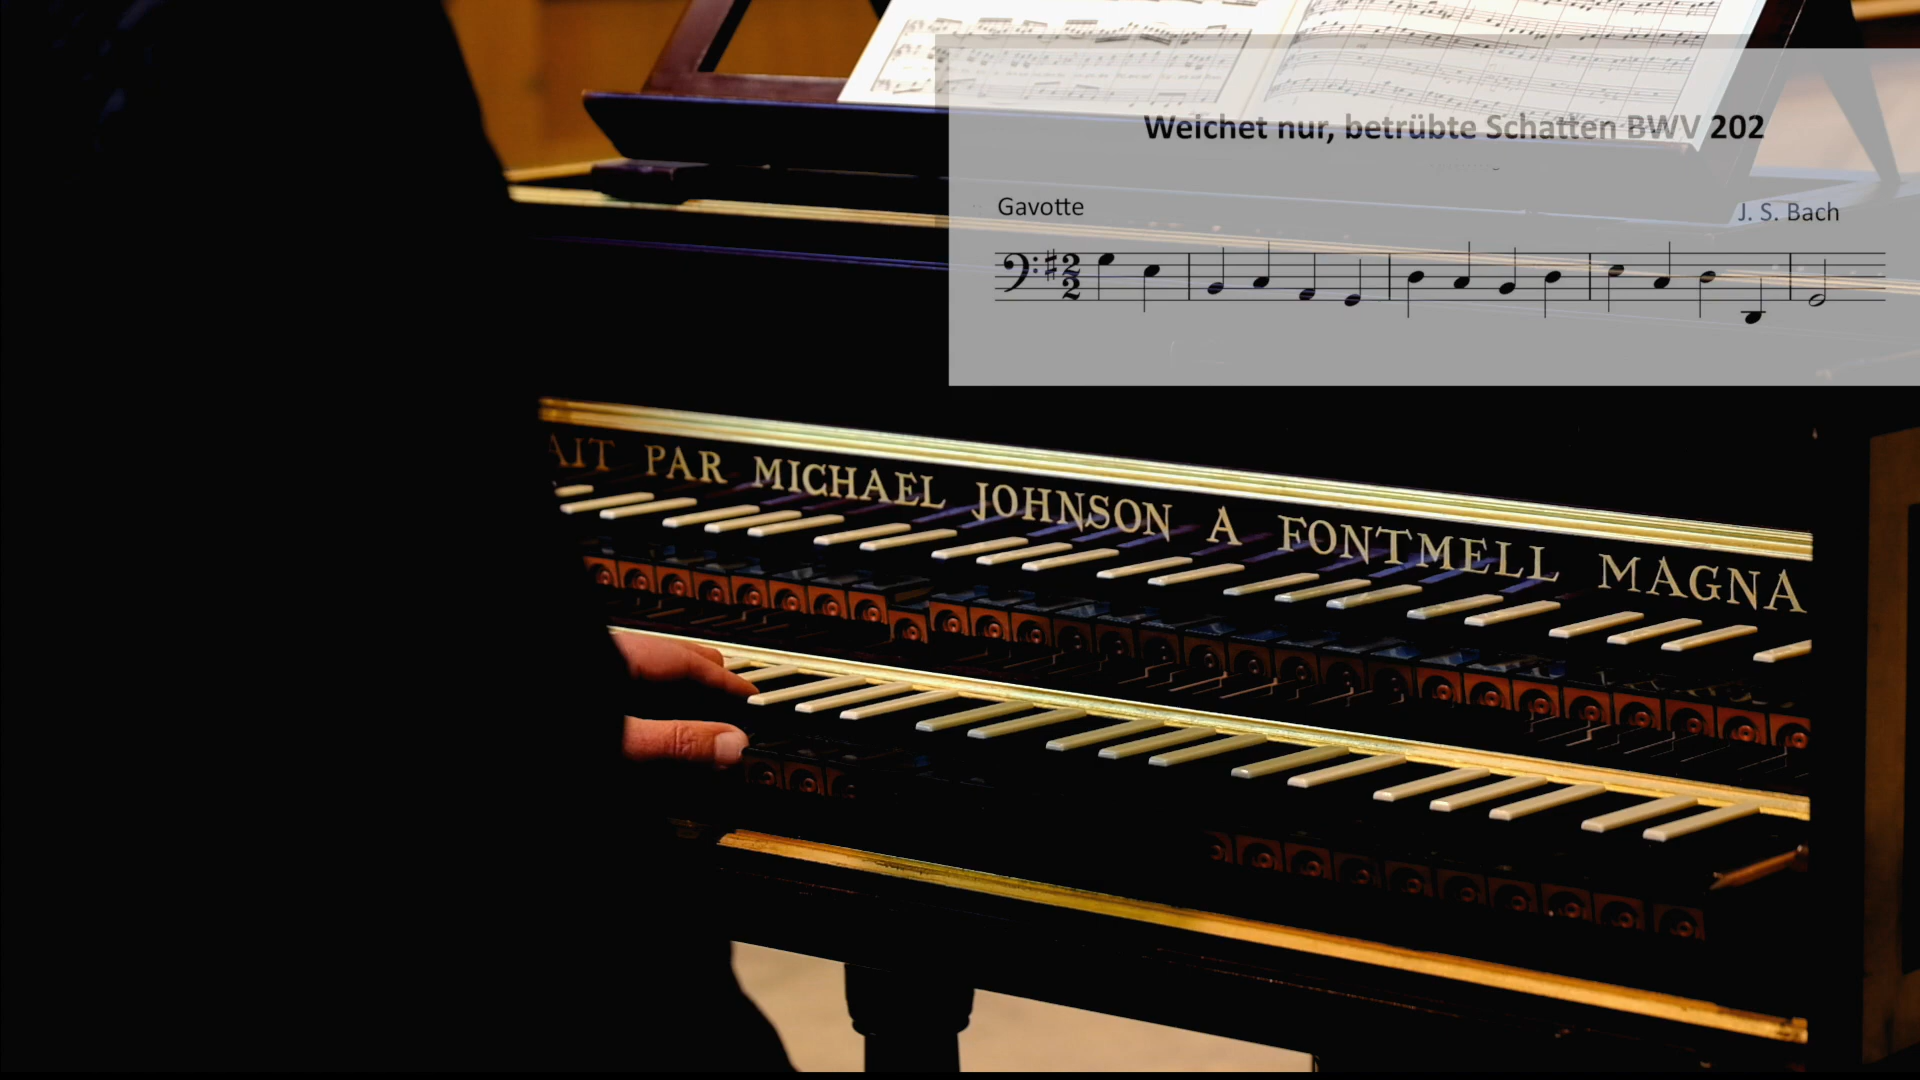 Weichet nur, betrübte Schatten BWV 202
Gavotte
J. S. Bach
AIT PAR MICHAEL JOHNSON A FONTMELL MAGNA